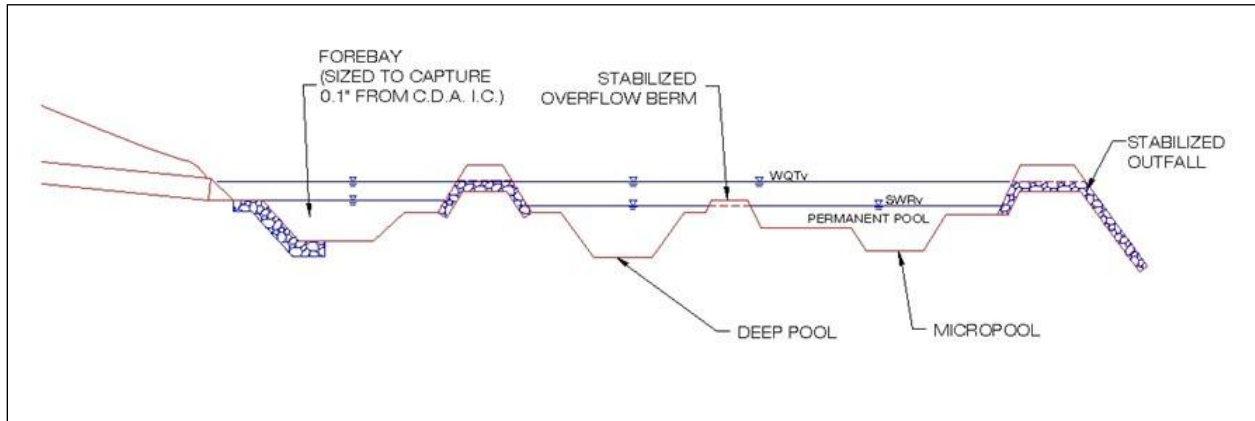 FOREBAY
(SIZED TO CAPTURE
0.1" FROM C.D.A. I.C.)
STABILIZED
OVERFLOW BERM
STABILIZED
OUTFALL
WQTv
SWRv
PERMANENT POOL
DEEP POOL
MICROPOOL